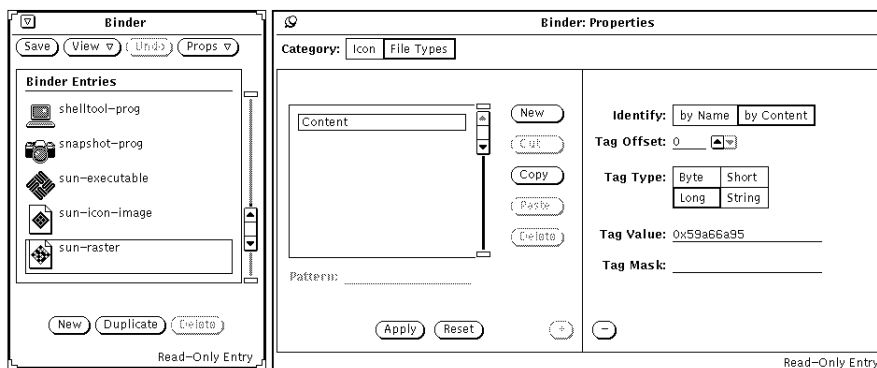 Binder
Save View Undo Props
Binder Entries
shelltool-prog
snapshot-prog
sun-executable
sun-icon-image
sun-raster
New Duplicate Delete
Read-Only Entry
Binder: Properties
Category: Icon File Types
Content
New
Cut
Copy
Paste
Delete
Pattern:
Apply Reset + −
Identify: by Name by Content
Tag Offset: 0
Tag Type: Byte Short
Long String
Tag Value: 0x59a66a95
Tag Mask:
Read-Only Entry